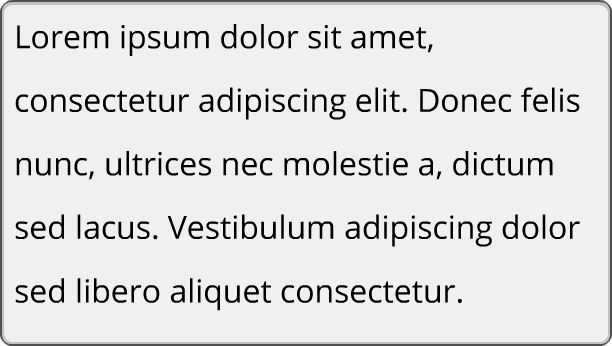 Lorem ipsum dolor sit amet,
consectetur adipiscing elit. Donec felis
nunc, ultrices nec molestie a, dictum
sed lacus. Vestibulum adipiscing dolor
sed libero aliquet consectetur.